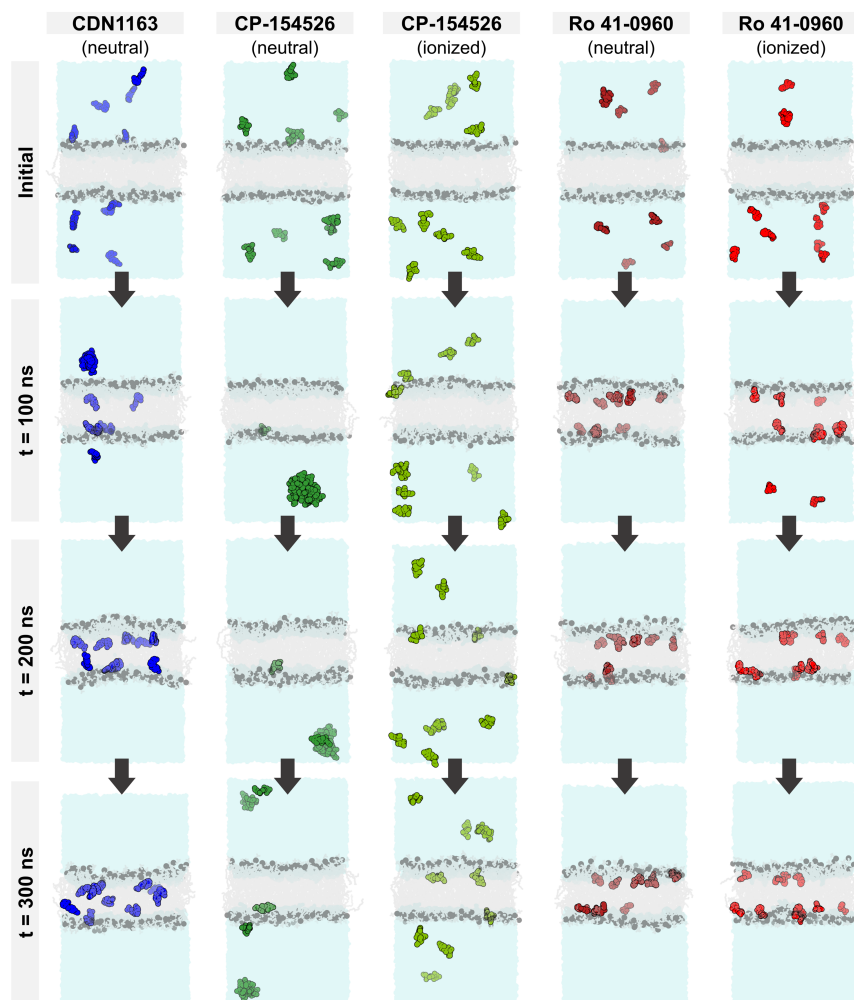 CDN1163
(neutral)
CP-154526
(neutral)
CP-154526
(ionized)
Ro 41-0960
(neutral)
Ro 41-0960
(ionized)
Initial
t = 100 ns
t = 200 ns
t = 300 ns